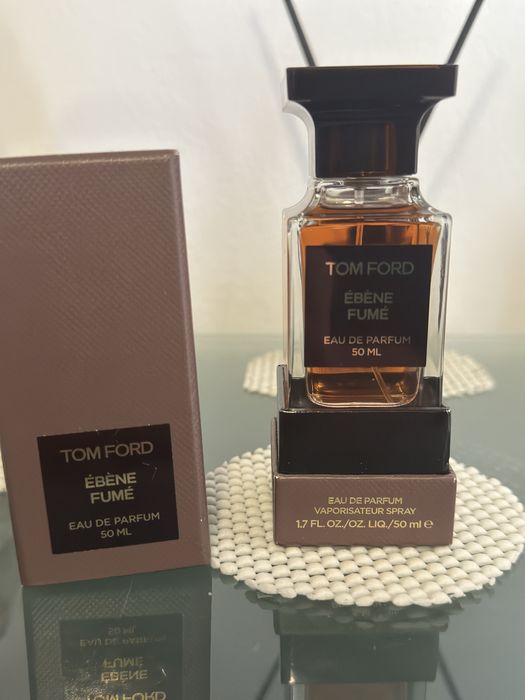 TOM FORD
ÉBÈNE
FUMÉ
EAU DE PARFUM
50 ML
TOM FORD
ÉBÈNE
FUMÉ
EAU DE PARFUM
50 ML
EAU DE PARFUM
VAPORISATEUR SPRAY
1.7 FL. OZ./OZ. LIQ./50 ml ℮